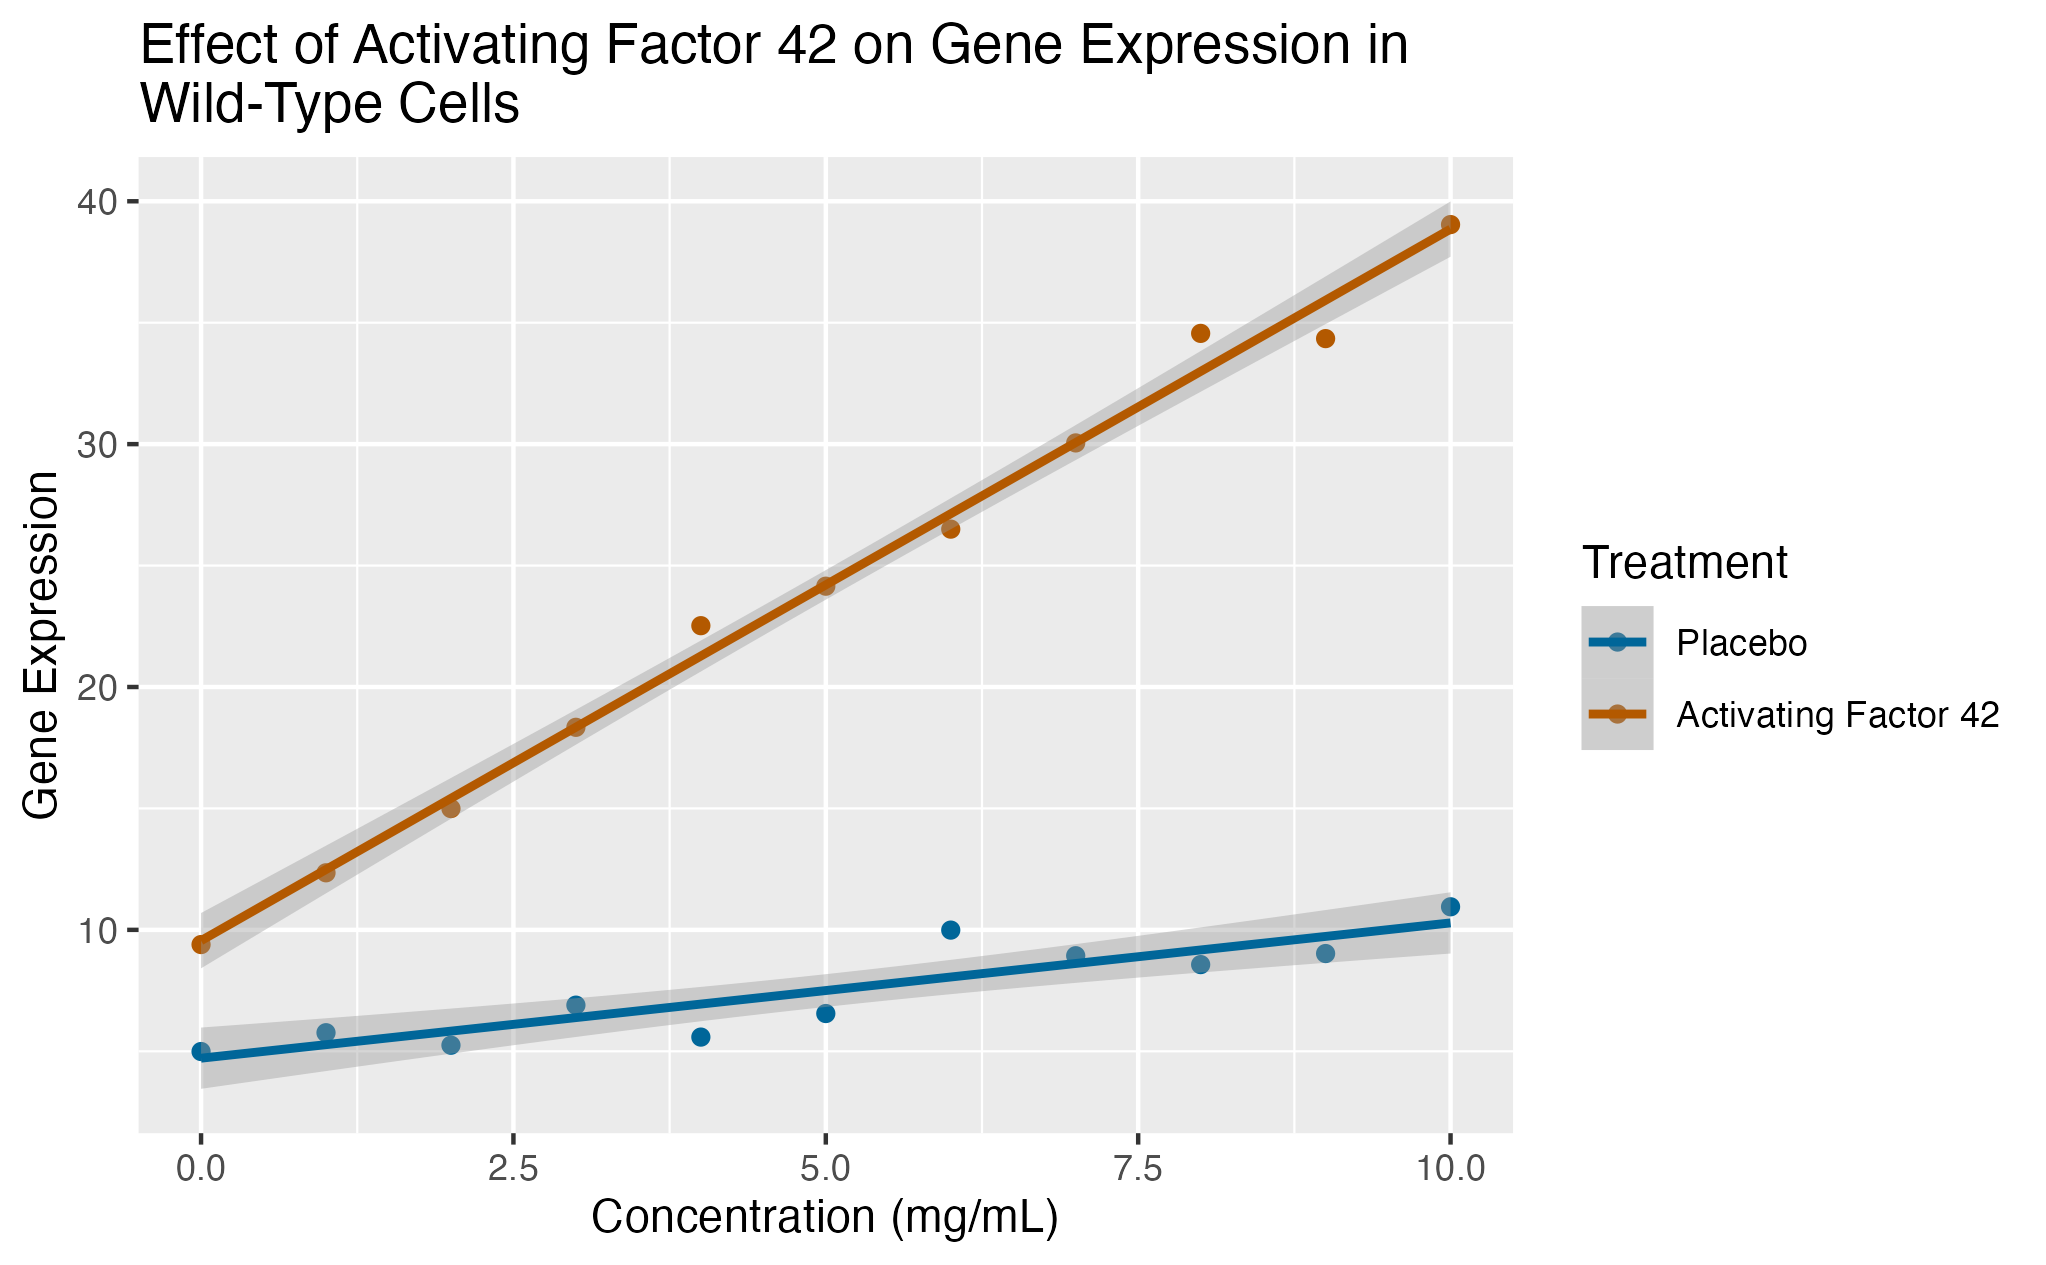 Effect of Activating Factor 42 on Gene Expression in
Wild-Type Cells
Gene Expression
40
30
20
10
0.0
2.5
5.0
7.5
10.0
Concentration (mg/mL)
Treatment
Placebo
Activating Factor 42